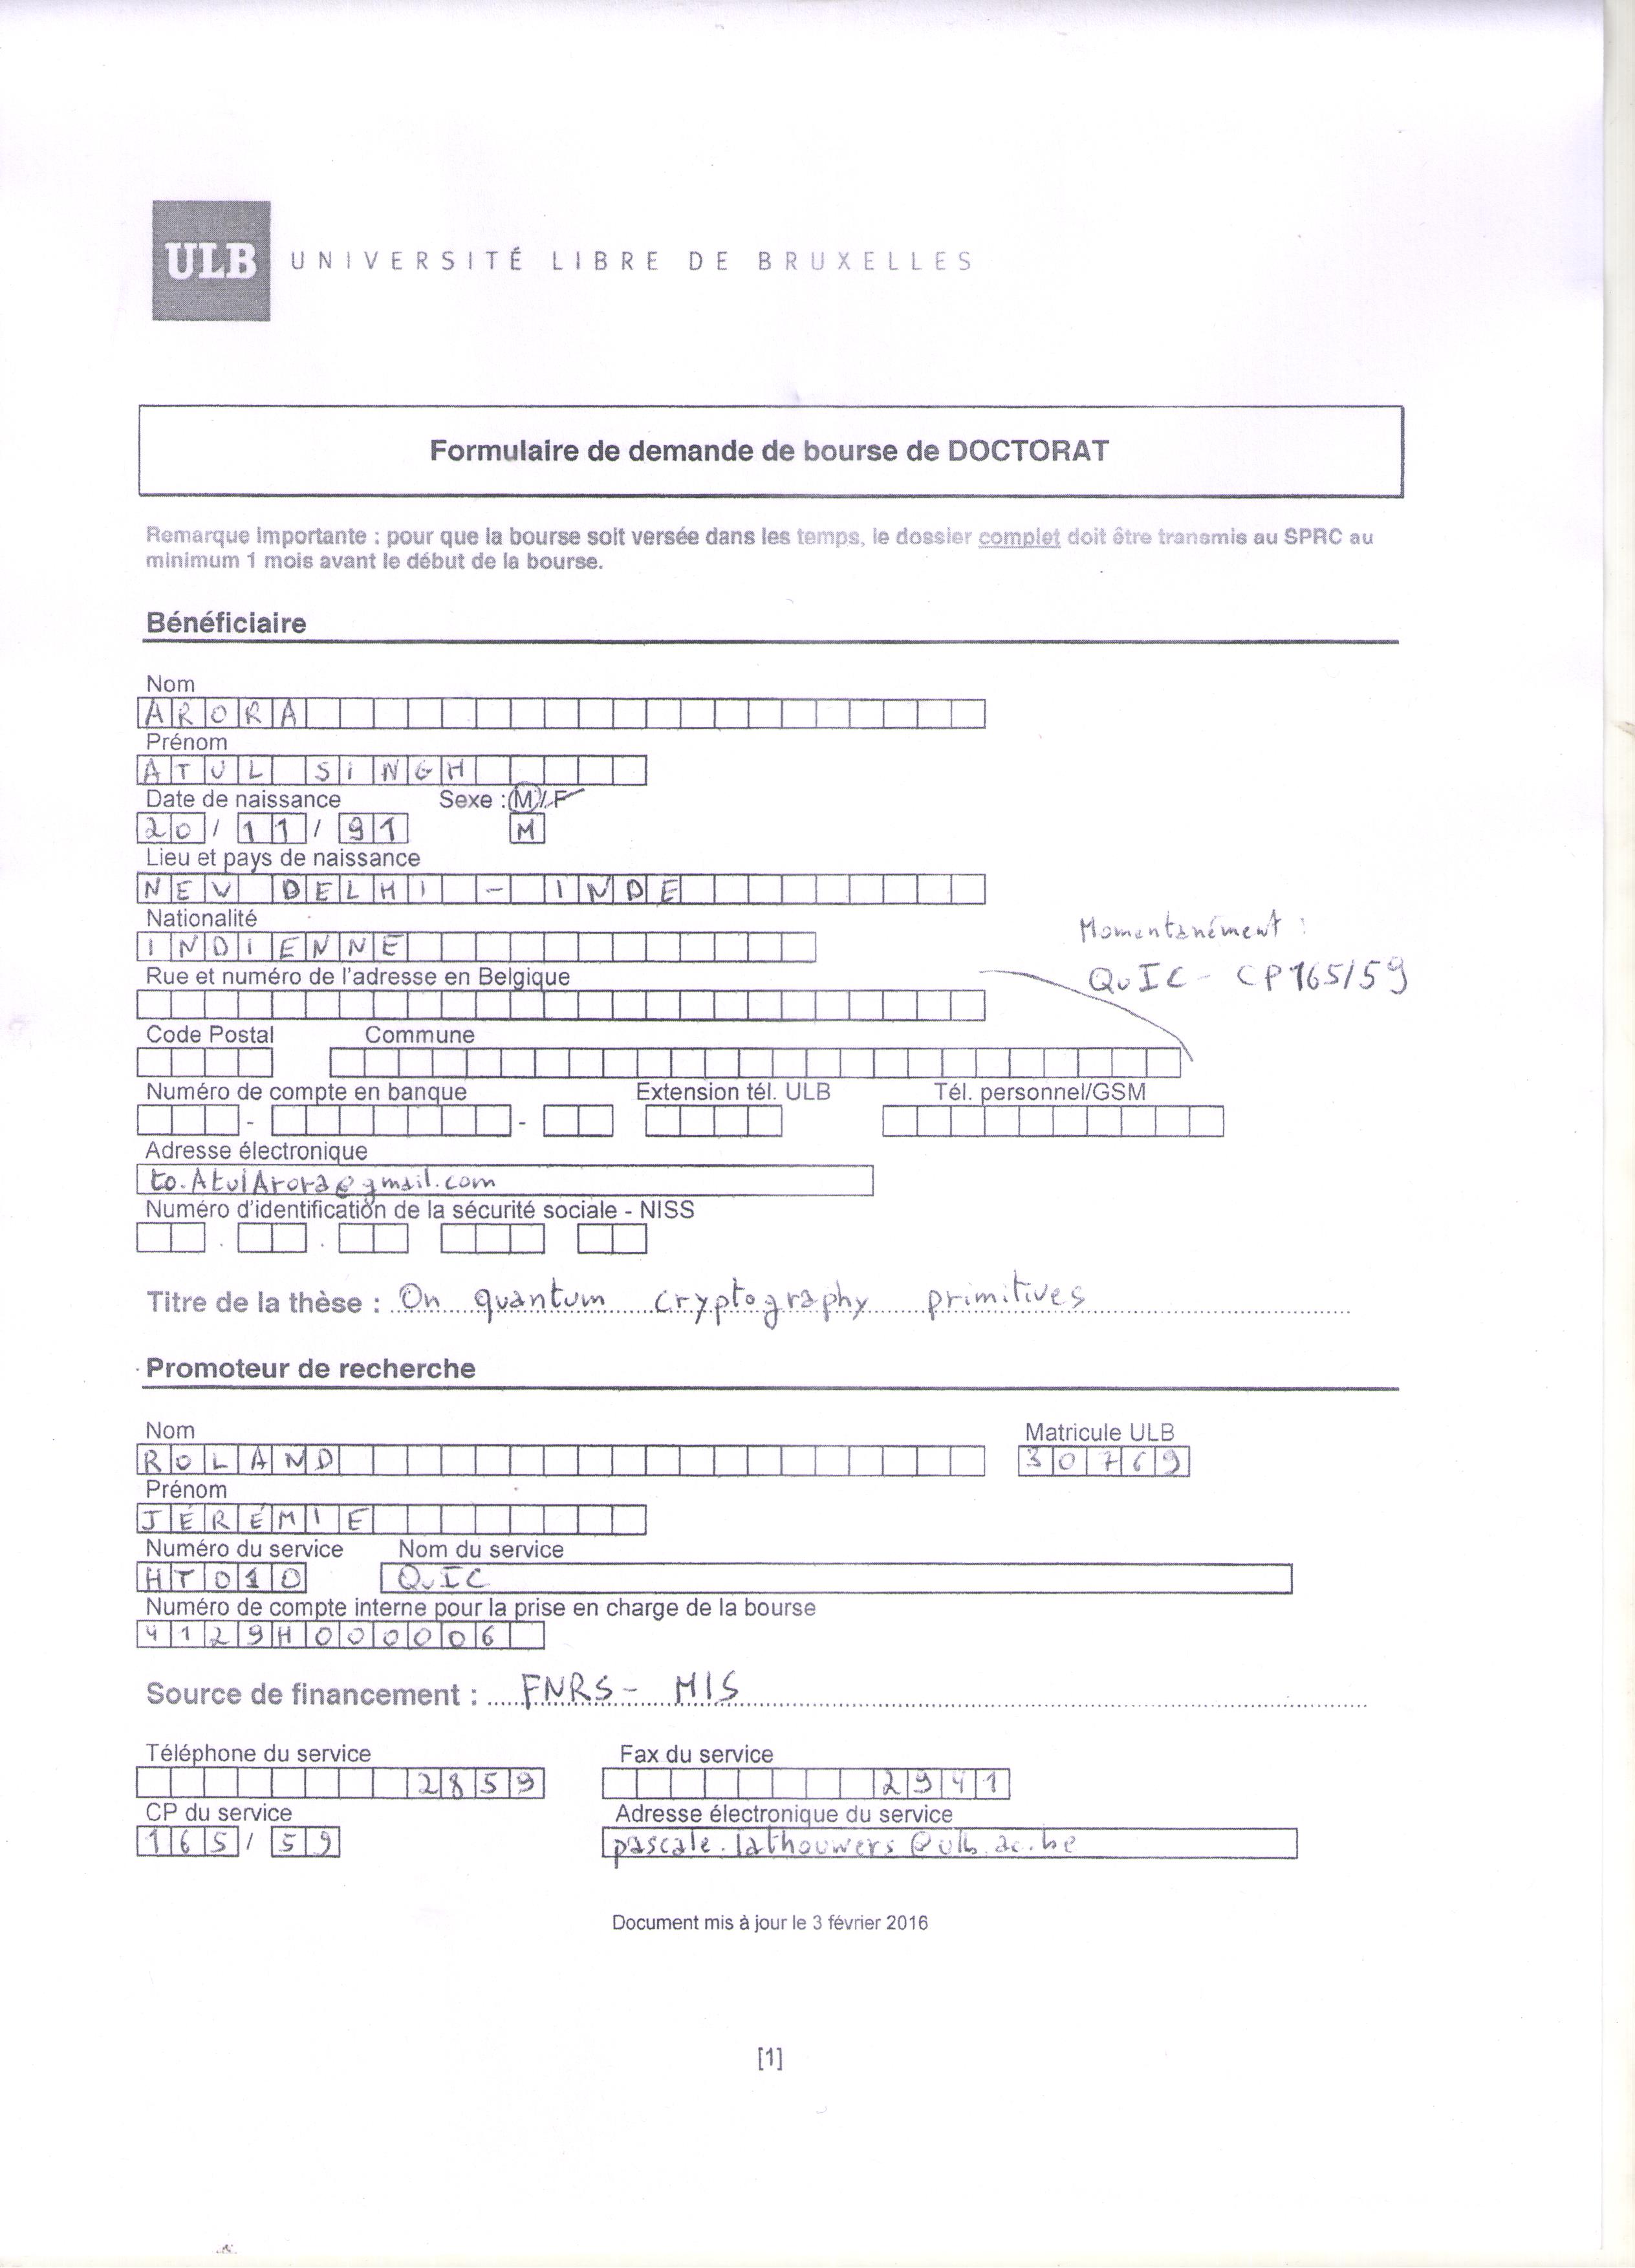 ULB UNIVERSITÉ LIBRE DE BRUXELLES
Formulaire de demande de bourse de DOCTORAT
Remarque importante : pour que la bourse soit versée dans les temps, le dossier complet doit être transmis au SPRC au
minimum 1 mois avant le début de la bourse.
Bénéficiaire
Nom
ARORA
Prénom
ATUL SINGH
Date de naissance Sexe : M/F
20/11/91 M
Lieu et pays de naissance
NEW DELHI - INDE
Nationalité
INDIENNE
Momentanément :
QuIC - CP165/59
Rue et numéro de l'adresse en Belgique
Code Postal Commune
Numéro de compte en banque Extension tél. ULB Tél. personnel/GSM
- -
Adresse électronique
to.AtulArora@gmail.com
Numéro d'identification de la sécurité sociale - NISS
. .
Titre de la thèse : On quantum cryptography primitives
Promoteur de recherche
Nom Matricule ULB
ROLAND 30769
Prénom
JÉRÉMIE
Numéro du service Nom du service
HT010 QuIC
Numéro de compte interne pour la prise en charge de la bourse
4129H000006
Source de financement : FNRS - MIS
Téléphone du service Fax du service
2859 2941
CP du service Adresse électronique du service
165/59 pascale.lathouwers@ulb.ac.be
Document mis à jour le 3 février 2016
[1]